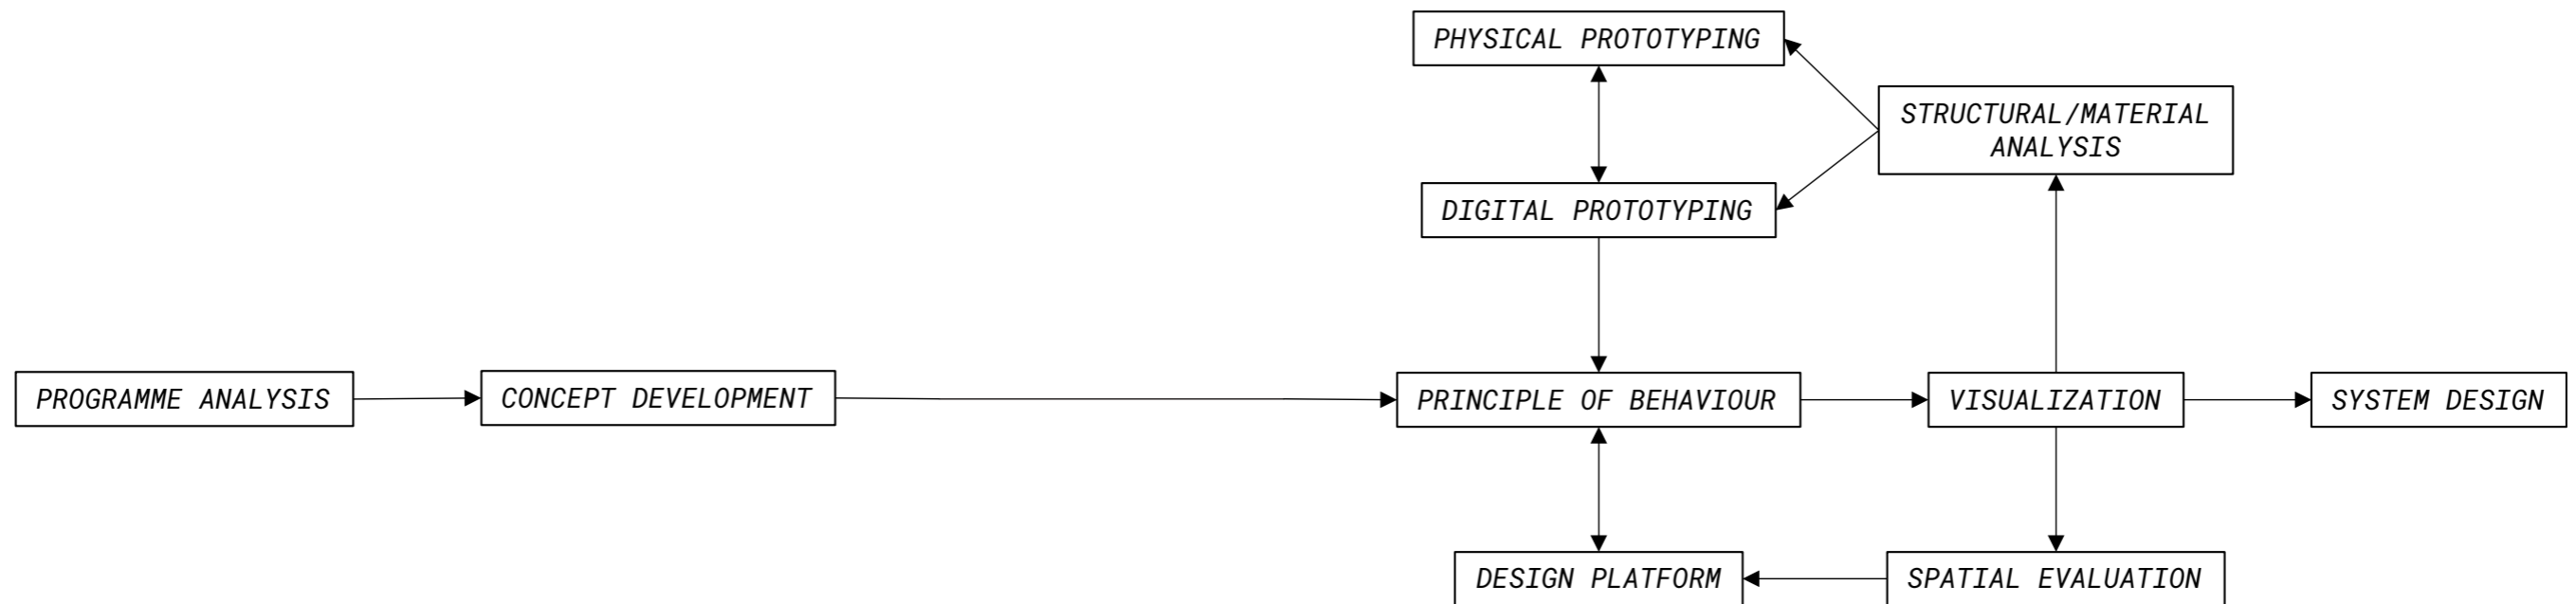 PHYSICAL PROTOTYPING
STRUCTURAL/MATERIAL
ANALYSIS
DIGITAL PROTOTYPING
PROGRAMME ANALYSIS
CONCEPT DEVELOPMENT
PRINCIPLE OF BEHAVIOUR
VISUALIZATION
SYSTEM DESIGN
DESIGN PLATFORM
SPATIAL EVALUATION